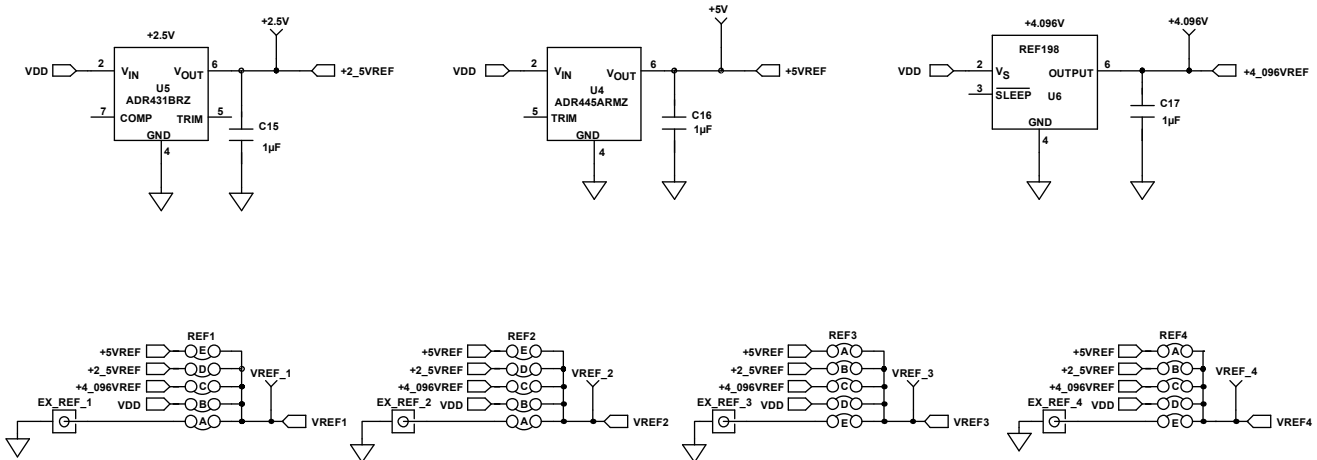 +2.5V
+2.5V
VDD
2
VIN
VOUT
6
+2_5VREF
U5
ADR431BRZ
7
COMP
TRIM
5
GND
4
C15
1µF
+5V
VDD
2
VIN
VOUT
6
+5VREF
U4
ADR445ARMZ
5
TRIM
GND
4
C16
1µF
+4.096V
+4.096V
REF198
VDD
2
VS
OUTPUT
6
+4_096VREF
3
SLEEP
U6
GND
4
C17
1µF
REF1
+5VREF
E
+2_5VREF
D
VREF_1
+4_096VREF
C
EX_REF_1
VDD
B
A
VREF1
REF2
+5VREF
E
+2_5VREF
D
VREF_2
+4_096VREF
C
EX_REF_2
VDD
B
A
VREF2
REF3
+5VREF
A
+2_5VREF
B
VREF_3
+4_096VREF
C
EX_REF_3
VDD
D
E
VREF3
REF4
+5VREF
A
+2_5VREF
B
VREF_4
+4_096VREF
C
EX_REF_4
VDD
D
E
VREF4